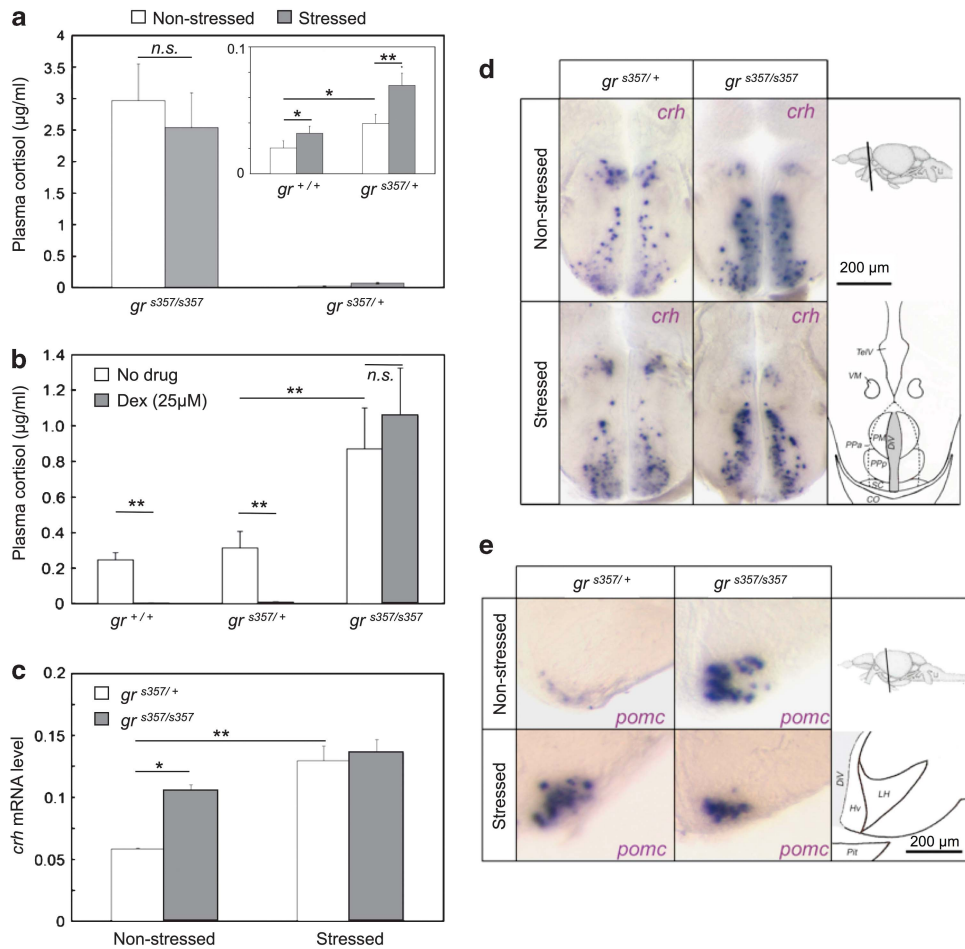 a
Non-stressed Stressed
Plasma cortisol (µg/ml)
4
3.5
3
2.5
2
1.5
1
0.5
0
n.s.
gr s357/s357
gr s357/+
0.1
0
*
*
**
gr +/+
gr s357/+
b
No drug
Dex (25µM)
Plasma cortisol (µg/ml)
1.4
1.2
1.0
0.8
0.6
0.4
0.2
0
**
**
**
n.s.
gr +/+
gr s357/+
gr s357/s357
c
gr s357/+
gr s357/s357
crh mRNA level
0.2
0.15
0.10
0.05
0
*
**
Non-stressed
Stressed
d
gr s357/+
gr s357/s357
Non-stressed
crh
crh
200 µm
Stressed
crh
crh
TelV
VM
PM
DiV
PPa
PPp
SC
CO
e
gr s357/+
gr s357/s357
Non-stressed
pomc
pomc
Stressed
pomc
pomc
DiV
Hv
LH
Pit
200 µm